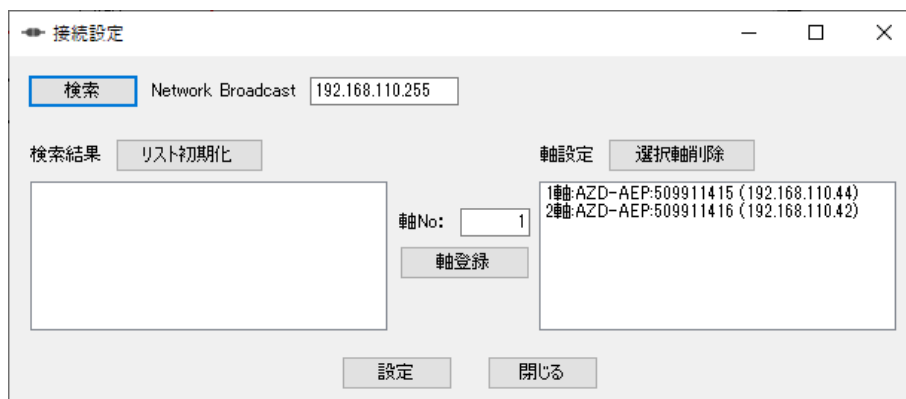 接続設定
検索 Network Broadcast 192.168.110.255
検索結果 リスト初期化 軸設定 選択軸削除
1軸:AZD-AEP:509911415 (192.168.110.44)
2軸:AZD-AEP:509911416 (192.168.110.42)
軸No: 1
軸登録
設定 閉じる